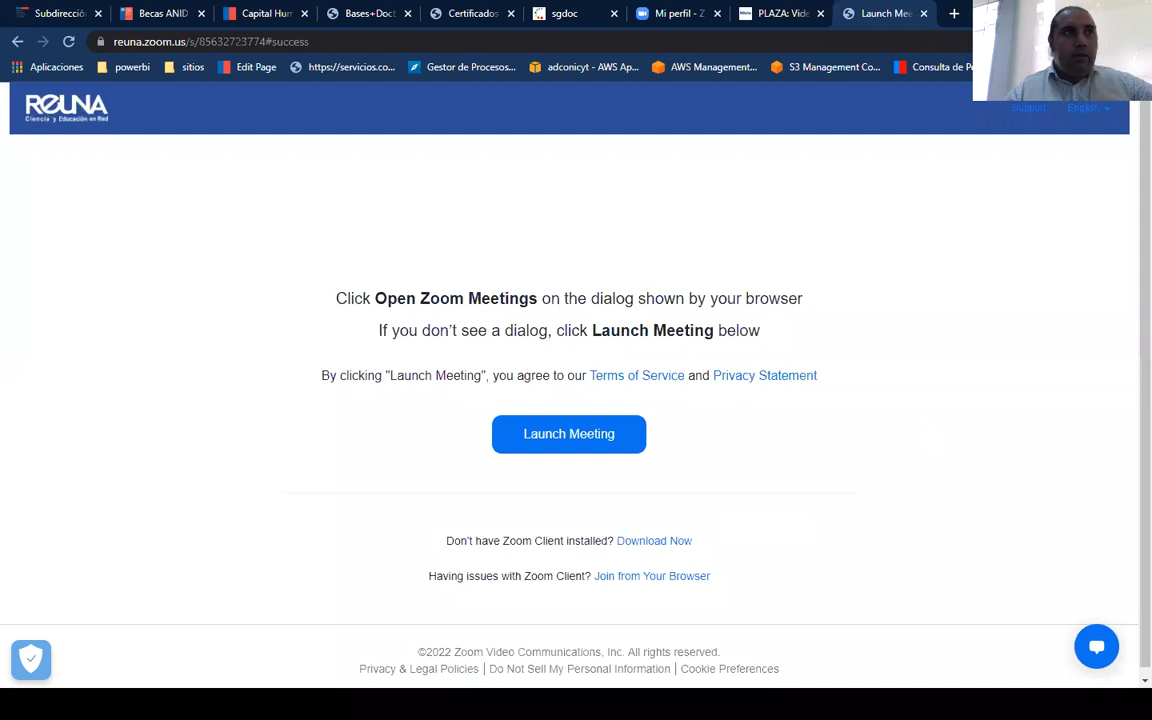 Subdirecció
Becas ANID
Capital Hum
Bases+Doct
Certificados
sgdoc
Mi perfil - Z
PLAZA: Vide
Launch Mee
reuna.zoom.us/s/85632723774#success
Aplicaciones
powerbi
sitios
Edit Page
https://servicios.co...
Gestor de Procesos...
adconicyt - AWS Ap...
AWS Management...
S3 Management Co...
Consulta de Pe
REUNA
Ciencia y Educación en Red
Support
English
Click Open Zoom Meetings on the dialog shown by your browser
If you don't see a dialog, click Launch Meeting below
By clicking "Launch Meeting", you agree to our Terms of Service and Privacy Statement
Launch Meeting
Don't have Zoom Client installed? Download Now
Having issues with Zoom Client? Join from Your Browser
©2022 Zoom Video Communications, Inc. All rights reserved.
Privacy & Legal Policies | Do Not Sell My Personal Information | Cookie Preferences